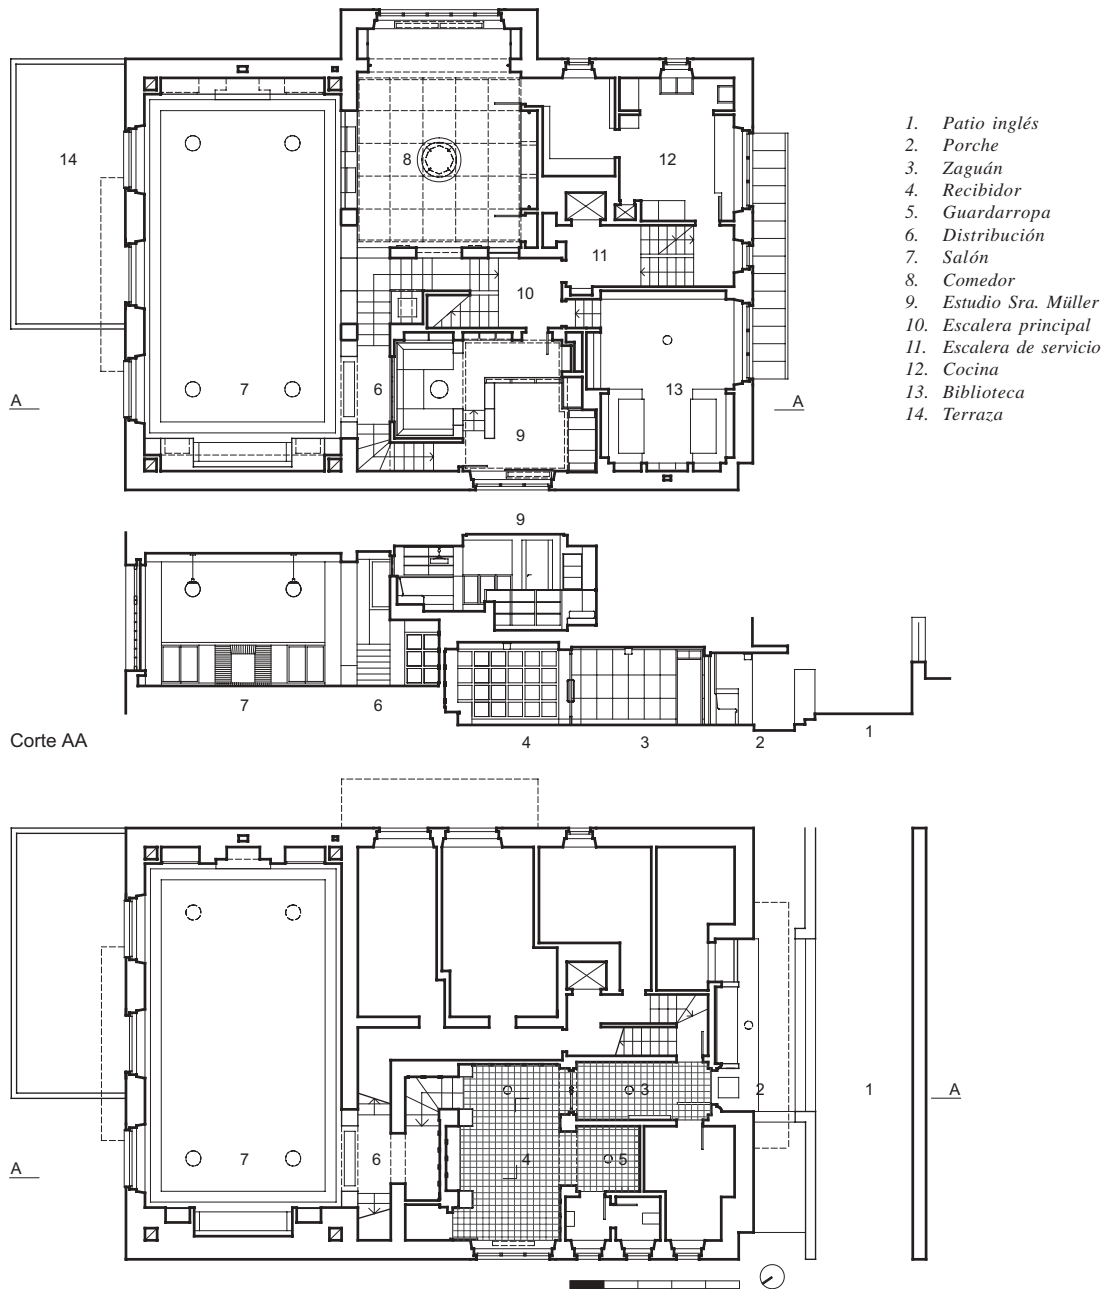 14
8
12
11
10
7
6
13
9
A
A
1. Patio inglés
2. Porche
3. Zaguán
4. Recibidor
5. Guardarropa
6. Distribución
7. Salón
8. Comedor
9. Estudio Sra. Müller
10. Escalera principal
11. Escalera de servicio
12. Cocina
13. Biblioteca
14. Terraza
9
7
6
4
3
2
1
Corte AA
3
2
1
A
A
7
6
4
5